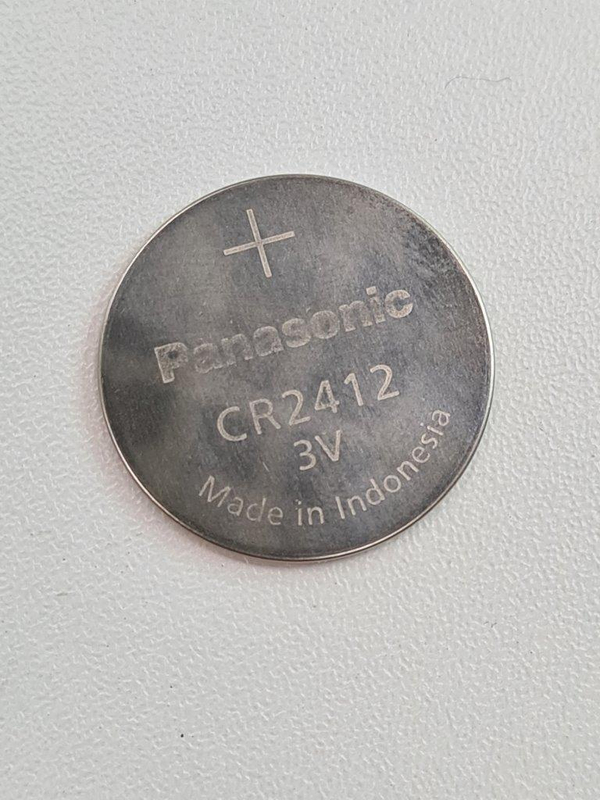 +
Panasonic
CR2412
3V
Made in Indonesia